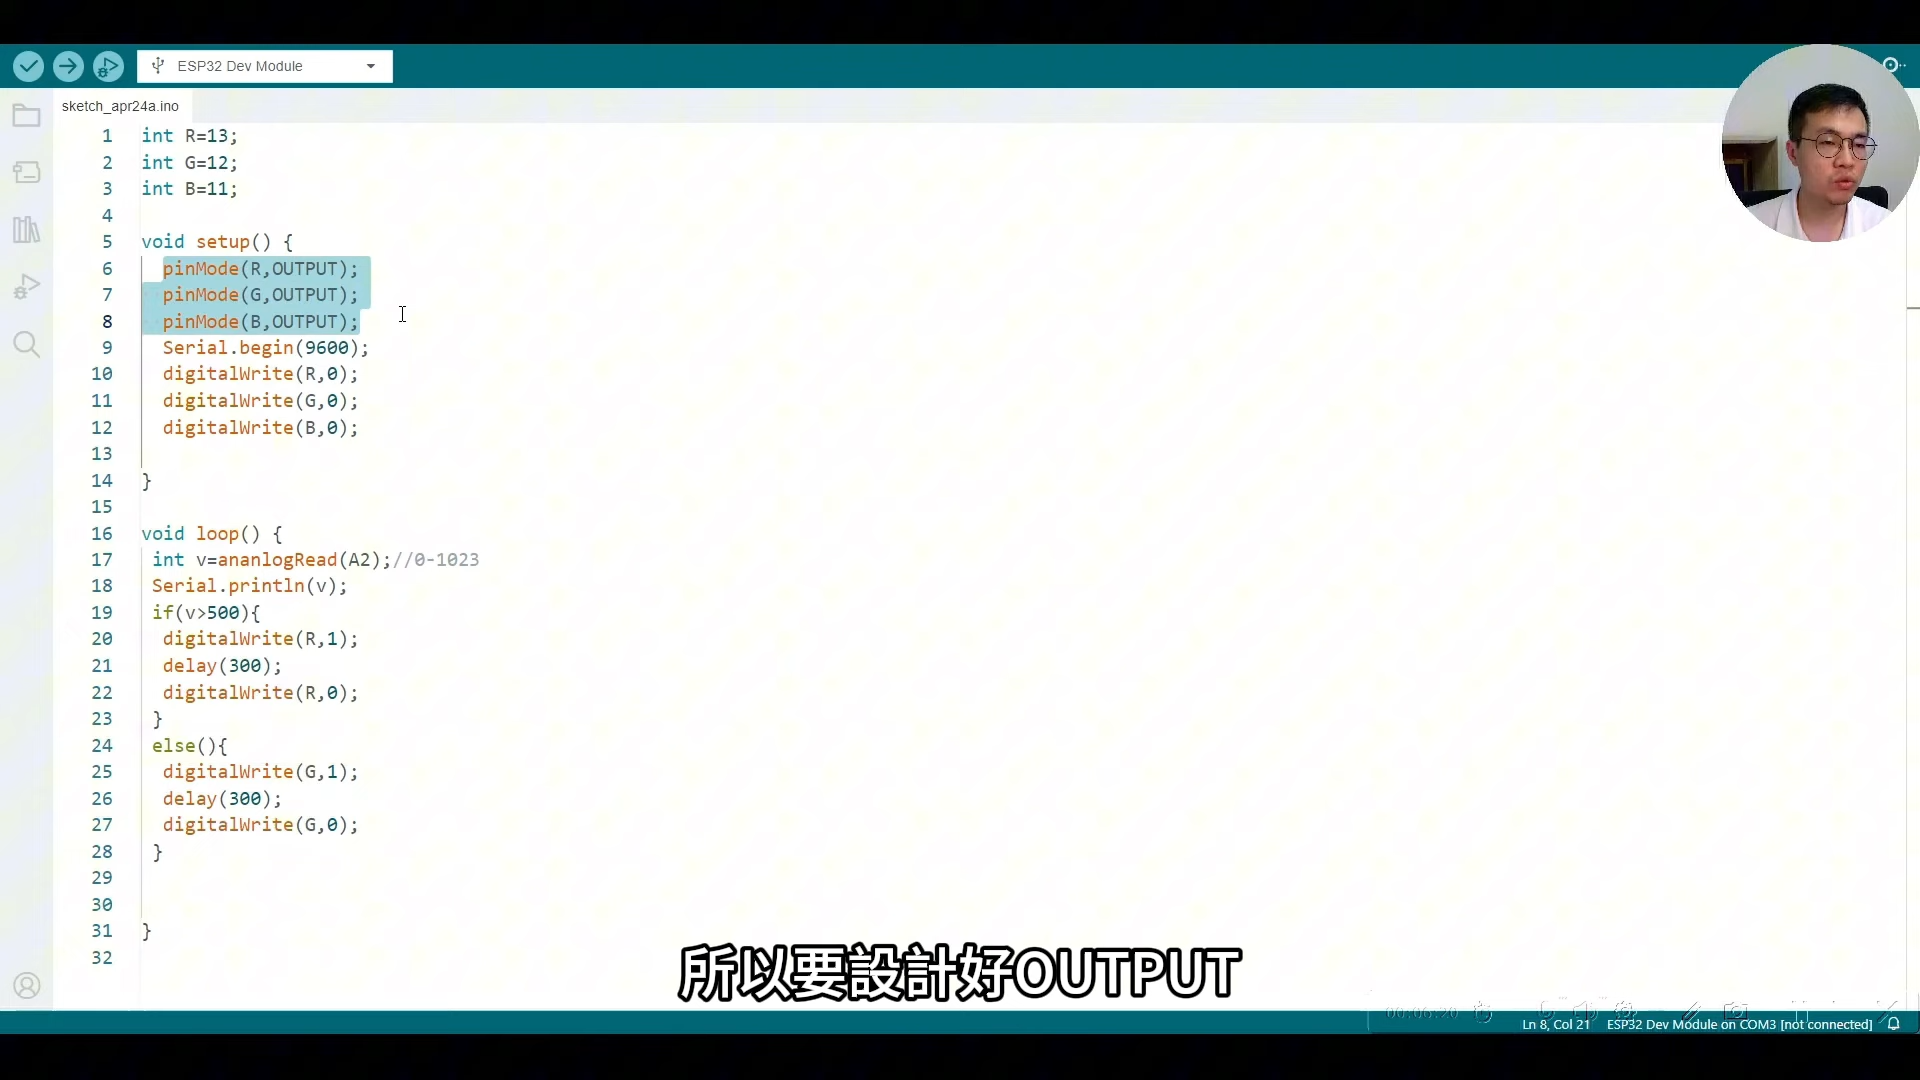 ESP32 Dev Module
sketch_apr24a.ino
1 int R=13;
2 int G=12;
3 int B=11;
4
5 void setup() {
6 pinMode(R,OUTPUT);
7 pinMode(G,OUTPUT);
8 pinMode(B,OUTPUT);
9 Serial.begin(9600);
10 digitalWrite(R,0);
11 digitalWrite(G,0);
12 digitalWrite(B,0);
13
14 }
15
16 void loop() {
17 int v=ananlogRead(A2);//0-1023
18 Serial.println(v);
19 if(v>500){
20 digitalWrite(R,1);
21 delay(300);
22 digitalWrite(R,0);
23 }
24 else(){
25 digitalWrite(G,1);
26 delay(300);
27 digitalWrite(G,0);
28 }
29
30
31 }
32
所以要設計好OUTPUT
00:06:20
Ln 8, Col 21 ESP32 Dev Module on COM3 [not connected]